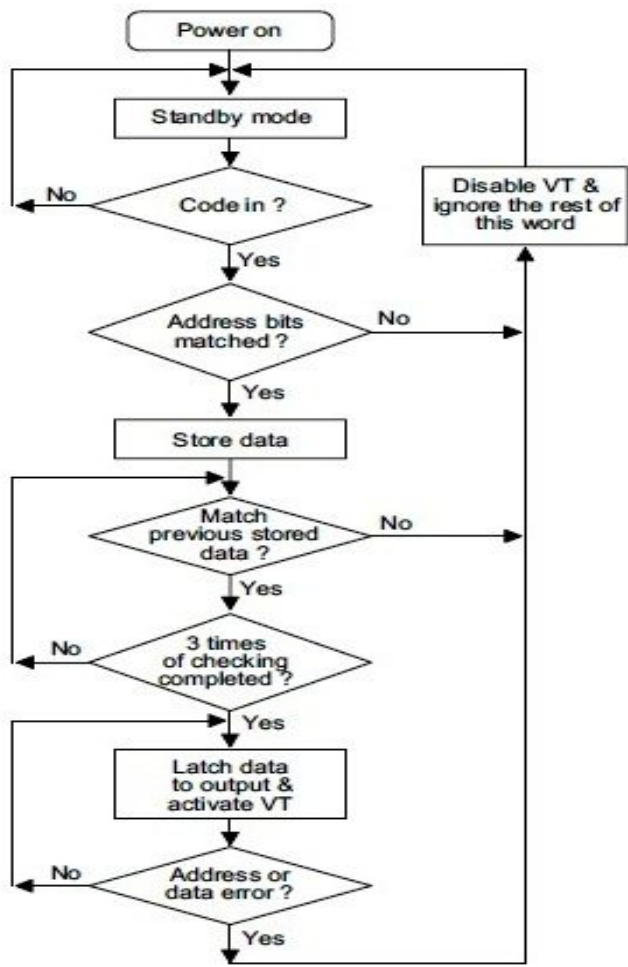 Power on
Standby mode
No
Code in ?
Disable VT &
ignore the rest of
this word
Yes
Address bits
matched ?
No
Yes
Store data
Match
previous stored
data ?
No
Yes
No
3 times
of checking
completed ?
Yes
Latch data
to output &
activate VT
No
Address or
data error ?
Yes